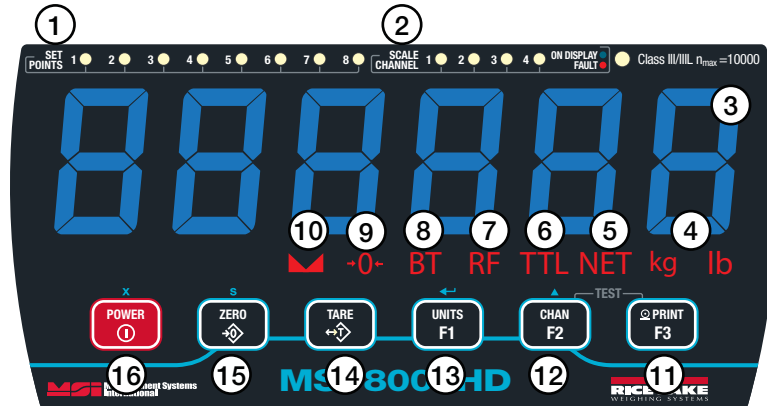 1 2
SET POINTS 1 2 3 4 5 6 7 8 SCALE CHANNEL 1 2 3 4 ON DISPLAY FAULT Class III/IIIL nmax =10000
3
888888
10 9 8 7 6 5 4
→0← BT RF TTL NET kg lb
X S TEST
POWER ZERO TARE UNITS CHAN PRINT
F1 F2 F3
16 15 14 13 12 11
MSI Systems International HD
WEIGHING SYSTEMS